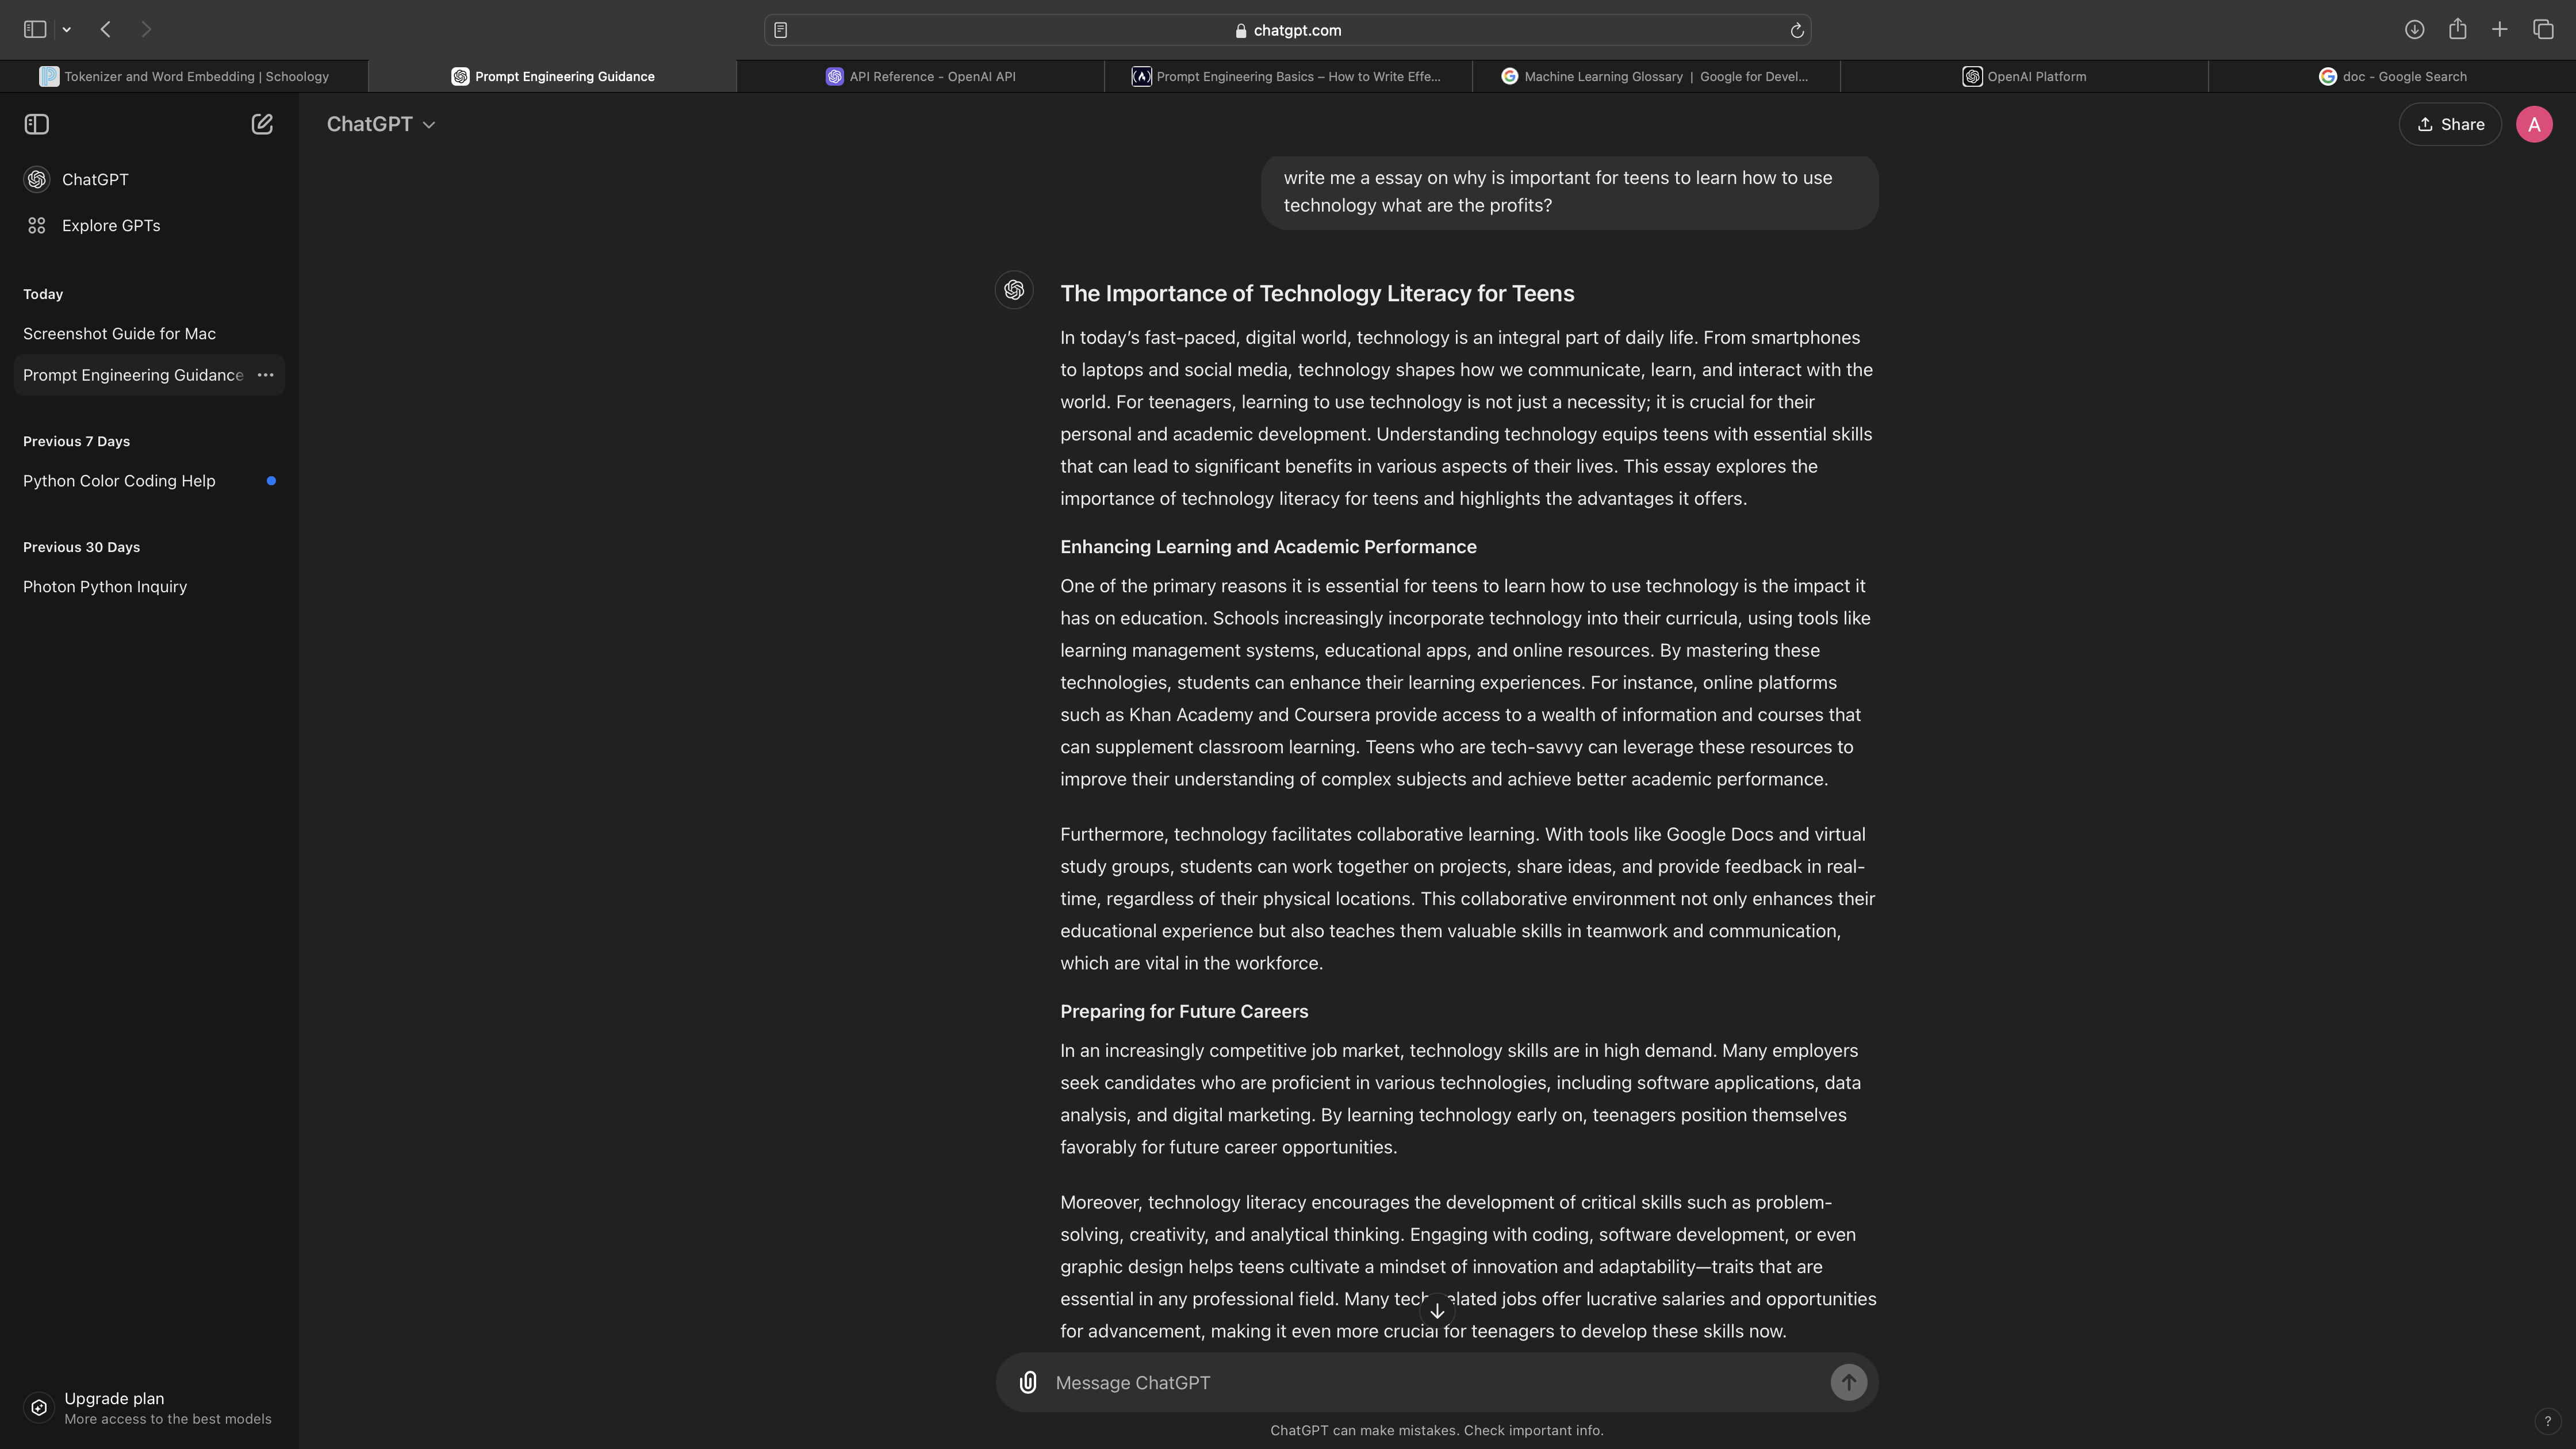 chatgpt.com
Tokenizer and Word Embedding | Schoology
Prompt Engineering Guidance
API Reference - OpenAI API
Prompt Engineering Basics – How to Write Effe...
Machine Learning Glossary | Google for Devel...
OpenAI Platform
doc - Google Search
ChatGPT
Share
A
ChatGPT
Explore GPTs
Today
Screenshot Guide for Mac
Prompt Engineering Guidance
Previous 7 Days
Python Color Coding Help
Previous 30 Days
Photon Python Inquiry
Upgrade plan
More access to the best models
write me a essay on why is important for teens to learn how to use
technology what are the profits?
The Importance of Technology Literacy for Teens
In today’s fast-paced, digital world, technology is an integral part of daily life. From smartphones
to laptops and social media, technology shapes how we communicate, learn, and interact with the
world. For teenagers, learning to use technology is not just a necessity; it is crucial for their
personal and academic development. Understanding technology equips teens with essential skills
that can lead to significant benefits in various aspects of their lives. This essay explores the
importance of technology literacy for teens and highlights the advantages it offers.
Enhancing Learning and Academic Performance
One of the primary reasons it is essential for teens to learn how to use technology is the impact it
has on education. Schools increasingly incorporate technology into their curricula, using tools like
learning management systems, educational apps, and online resources. By mastering these
technologies, students can enhance their learning experiences. For instance, online platforms
such as Khan Academy and Coursera provide access to a wealth of information and courses that
can supplement classroom learning. Teens who are tech-savvy can leverage these resources to
improve their understanding of complex subjects and achieve better academic performance.
Furthermore, technology facilitates collaborative learning. With tools like Google Docs and virtual
study groups, students can work together on projects, share ideas, and provide feedback in real-
time, regardless of their physical locations. This collaborative environment not only enhances their
educational experience but also teaches them valuable skills in teamwork and communication,
which are vital in the workforce.
Preparing for Future Careers
In an increasingly competitive job market, technology skills are in high demand. Many employers
seek candidates who are proficient in various technologies, including software applications, data
analysis, and digital marketing. By learning technology early on, teenagers position themselves
favorably for future career opportunities.
Moreover, technology literacy encourages the development of critical skills such as problem-
solving, creativity, and analytical thinking. Engaging with coding, software development, or even
graphic design helps teens cultivate a mindset of innovation and adaptability—traits that are
essential in any professional field. Many tech-related jobs offer lucrative salaries and opportunities
for advancement, making it even more crucial for teenagers to develop these skills now.
Message ChatGPT
ChatGPT can make mistakes. Check important info.
?